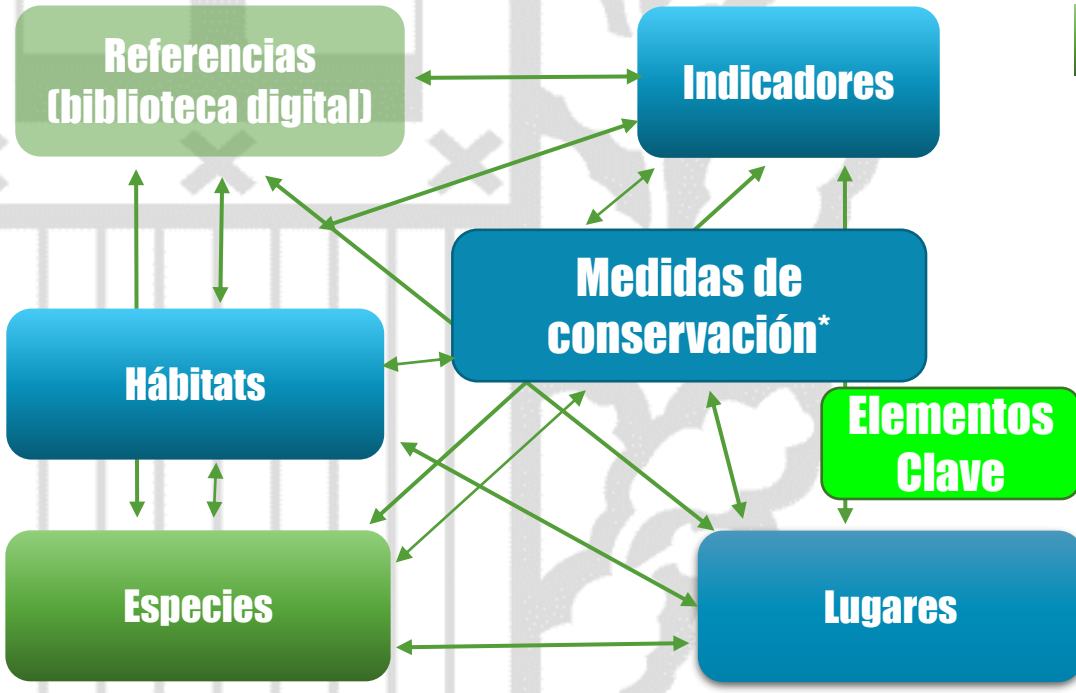 Referencias
(biblioteca digital)
Indicadores
Medidas de
conservación*
Hábitats
Elementos
Clave
Especies
Lugares